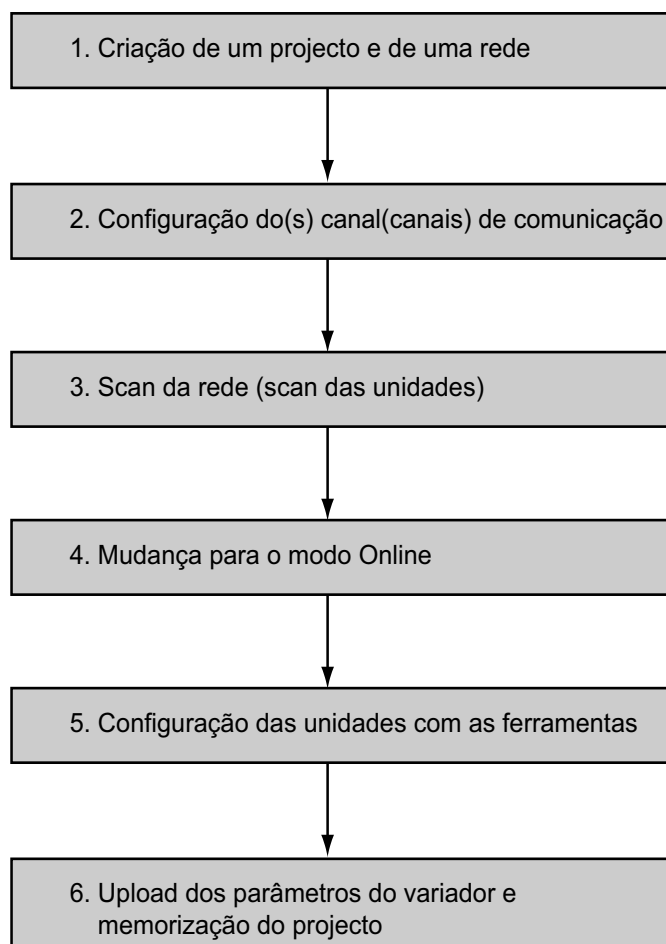 1. Criação de um projecto e de uma rede
2. Configuração do(s) canal(canais) de comunicação
3. Scan da rede (scan das unidades)
4. Mudança para o modo Online
5. Configuração das unidades com as ferramentas
6. Upload dos parâmetros do variador e
memorização do projecto